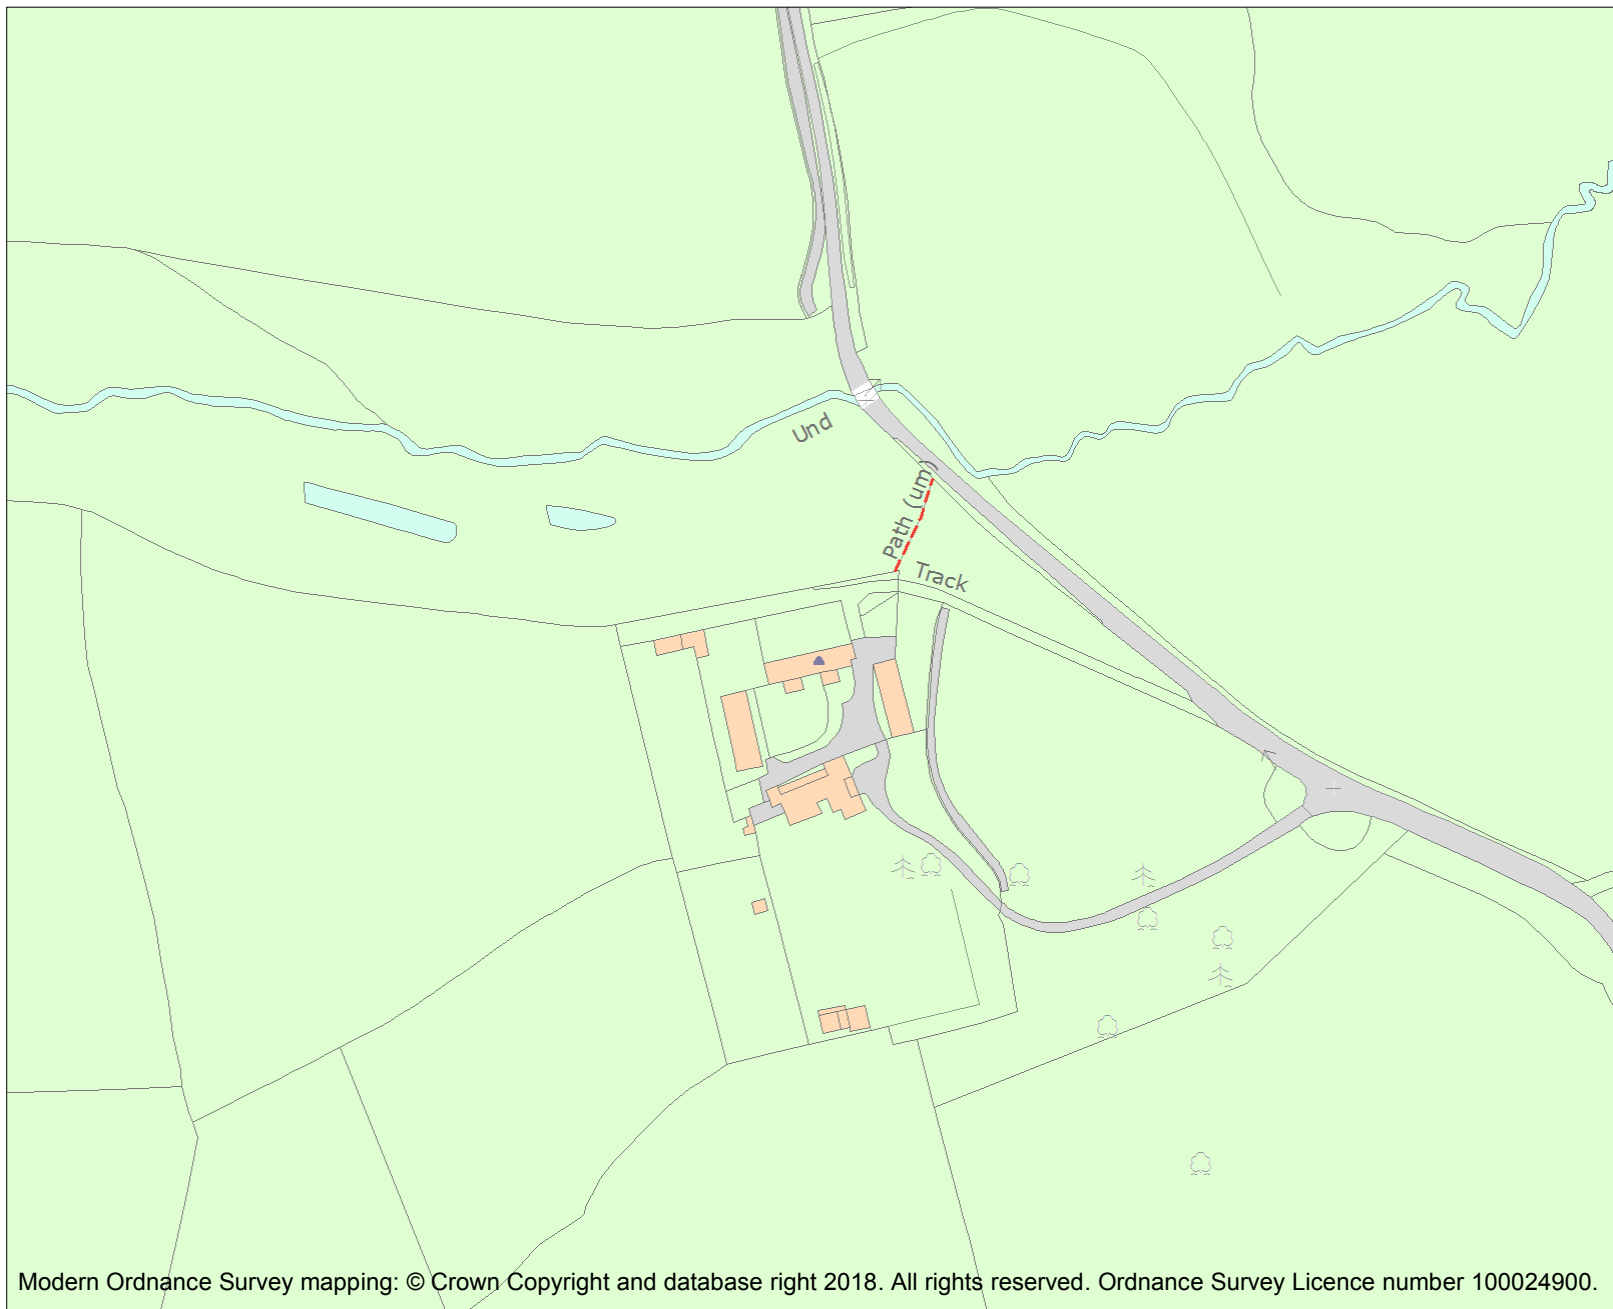 Und
Path (um)
Track
Modern Ordnance Survey mapping: © Crown Copyright and database right 2018. All rights reserved. Ordnance Survey Licence number 100024900.